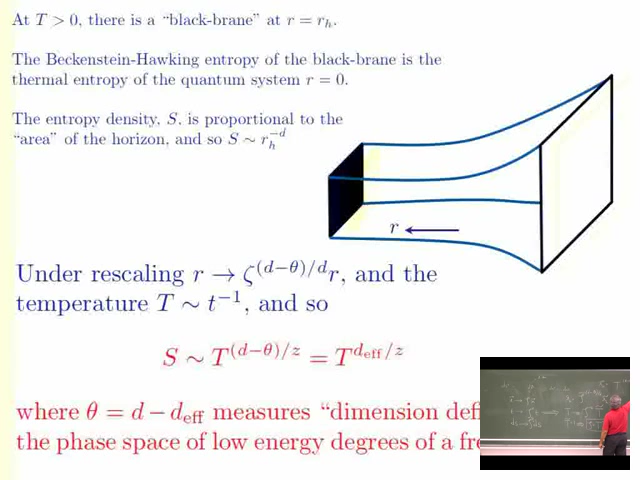 At T > 0, there is a “black-brane” at r = r_h.
The Beckenstein-Hawking entropy of the black-brane is the
thermal entropy of the quantum system r = 0.
The entropy density, S, is proportional to the
“area” of the horizon, and so S ∼ r_h^{−d}
r
Under rescaling r → ζ^{(d−θ)/d} r, and the
temperature T ∼ t^{−1}, and so
S ∼ T^{(d−θ)/z} = T^{d_eff/z}
where θ = d − d_eff measures “dimension
the phase space of low energy degrees of a